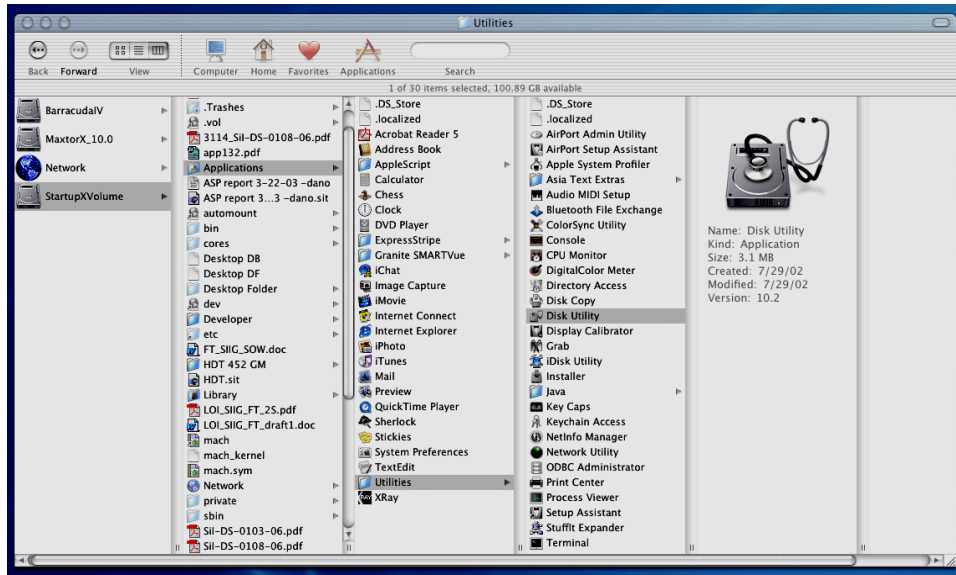 Utilities
Back Forward View Computer Home Favorites Applications Search
1 of 30 items selected, 100.89 GB available
BarracudaIV
MaxtorX_10.0
Network
StartupXVolume
.Trashes
.vol
3114_SiI-DS-0108-06.pdf
app132.pdf
Applications
ASP report 3-22-03 -dano
ASP report 3...3 -dano.sit
automount
bin
cores
Desktop DB
Desktop DF
Desktop Folder
dev
Developer
etc
FT_SIIG_SOW.doc
HDT 452 GM
HDT.sit
Library
LOI_SIIG_FT_2S.pdf
LOI_SIIG_FT_draft1.doc
mach
mach_kernel
mach.sym
Network
private
sbin
SiI-DS-0103-06.pdf
SiI-DS-0108-06.pdf
.DS_Store
.localized
Acrobat Reader 5
Address Book
AppleScript
Calculator
Chess
Clock
DVD Player
ExpressStripe
Granite SMARTVue
iChat
Image Capture
iMovie
Internet Connect
Internet Explorer
iPhoto
iTunes
Mail
Preview
QuickTime Player
Sherlock
Stickies
System Preferences
TextEdit
Utilities
XRay
.DS_Store
.localized
AirPort Admin Utility
AirPort Setup Assistant
Apple System Profiler
Asia Text Extras
Audio MIDI Setup
Bluetooth File Exchange
ColorSync Utility
Console
CPU Monitor
DigitalColor Meter
Directory Access
Disk Copy
Disk Utility
Display Calibrator
Grab
iDisk Utility
Installer
Java
Key Caps
Keychain Access
NetInfo Manager
Network Utility
ODBC Administrator
Print Center
Process Viewer
Setup Assistant
StuffIt Expander
Terminal
Name: Disk Utility
Kind: Application
Size: 3.1 MB
Created: 7/29/02
Modified: 7/29/02
Version: 10.2